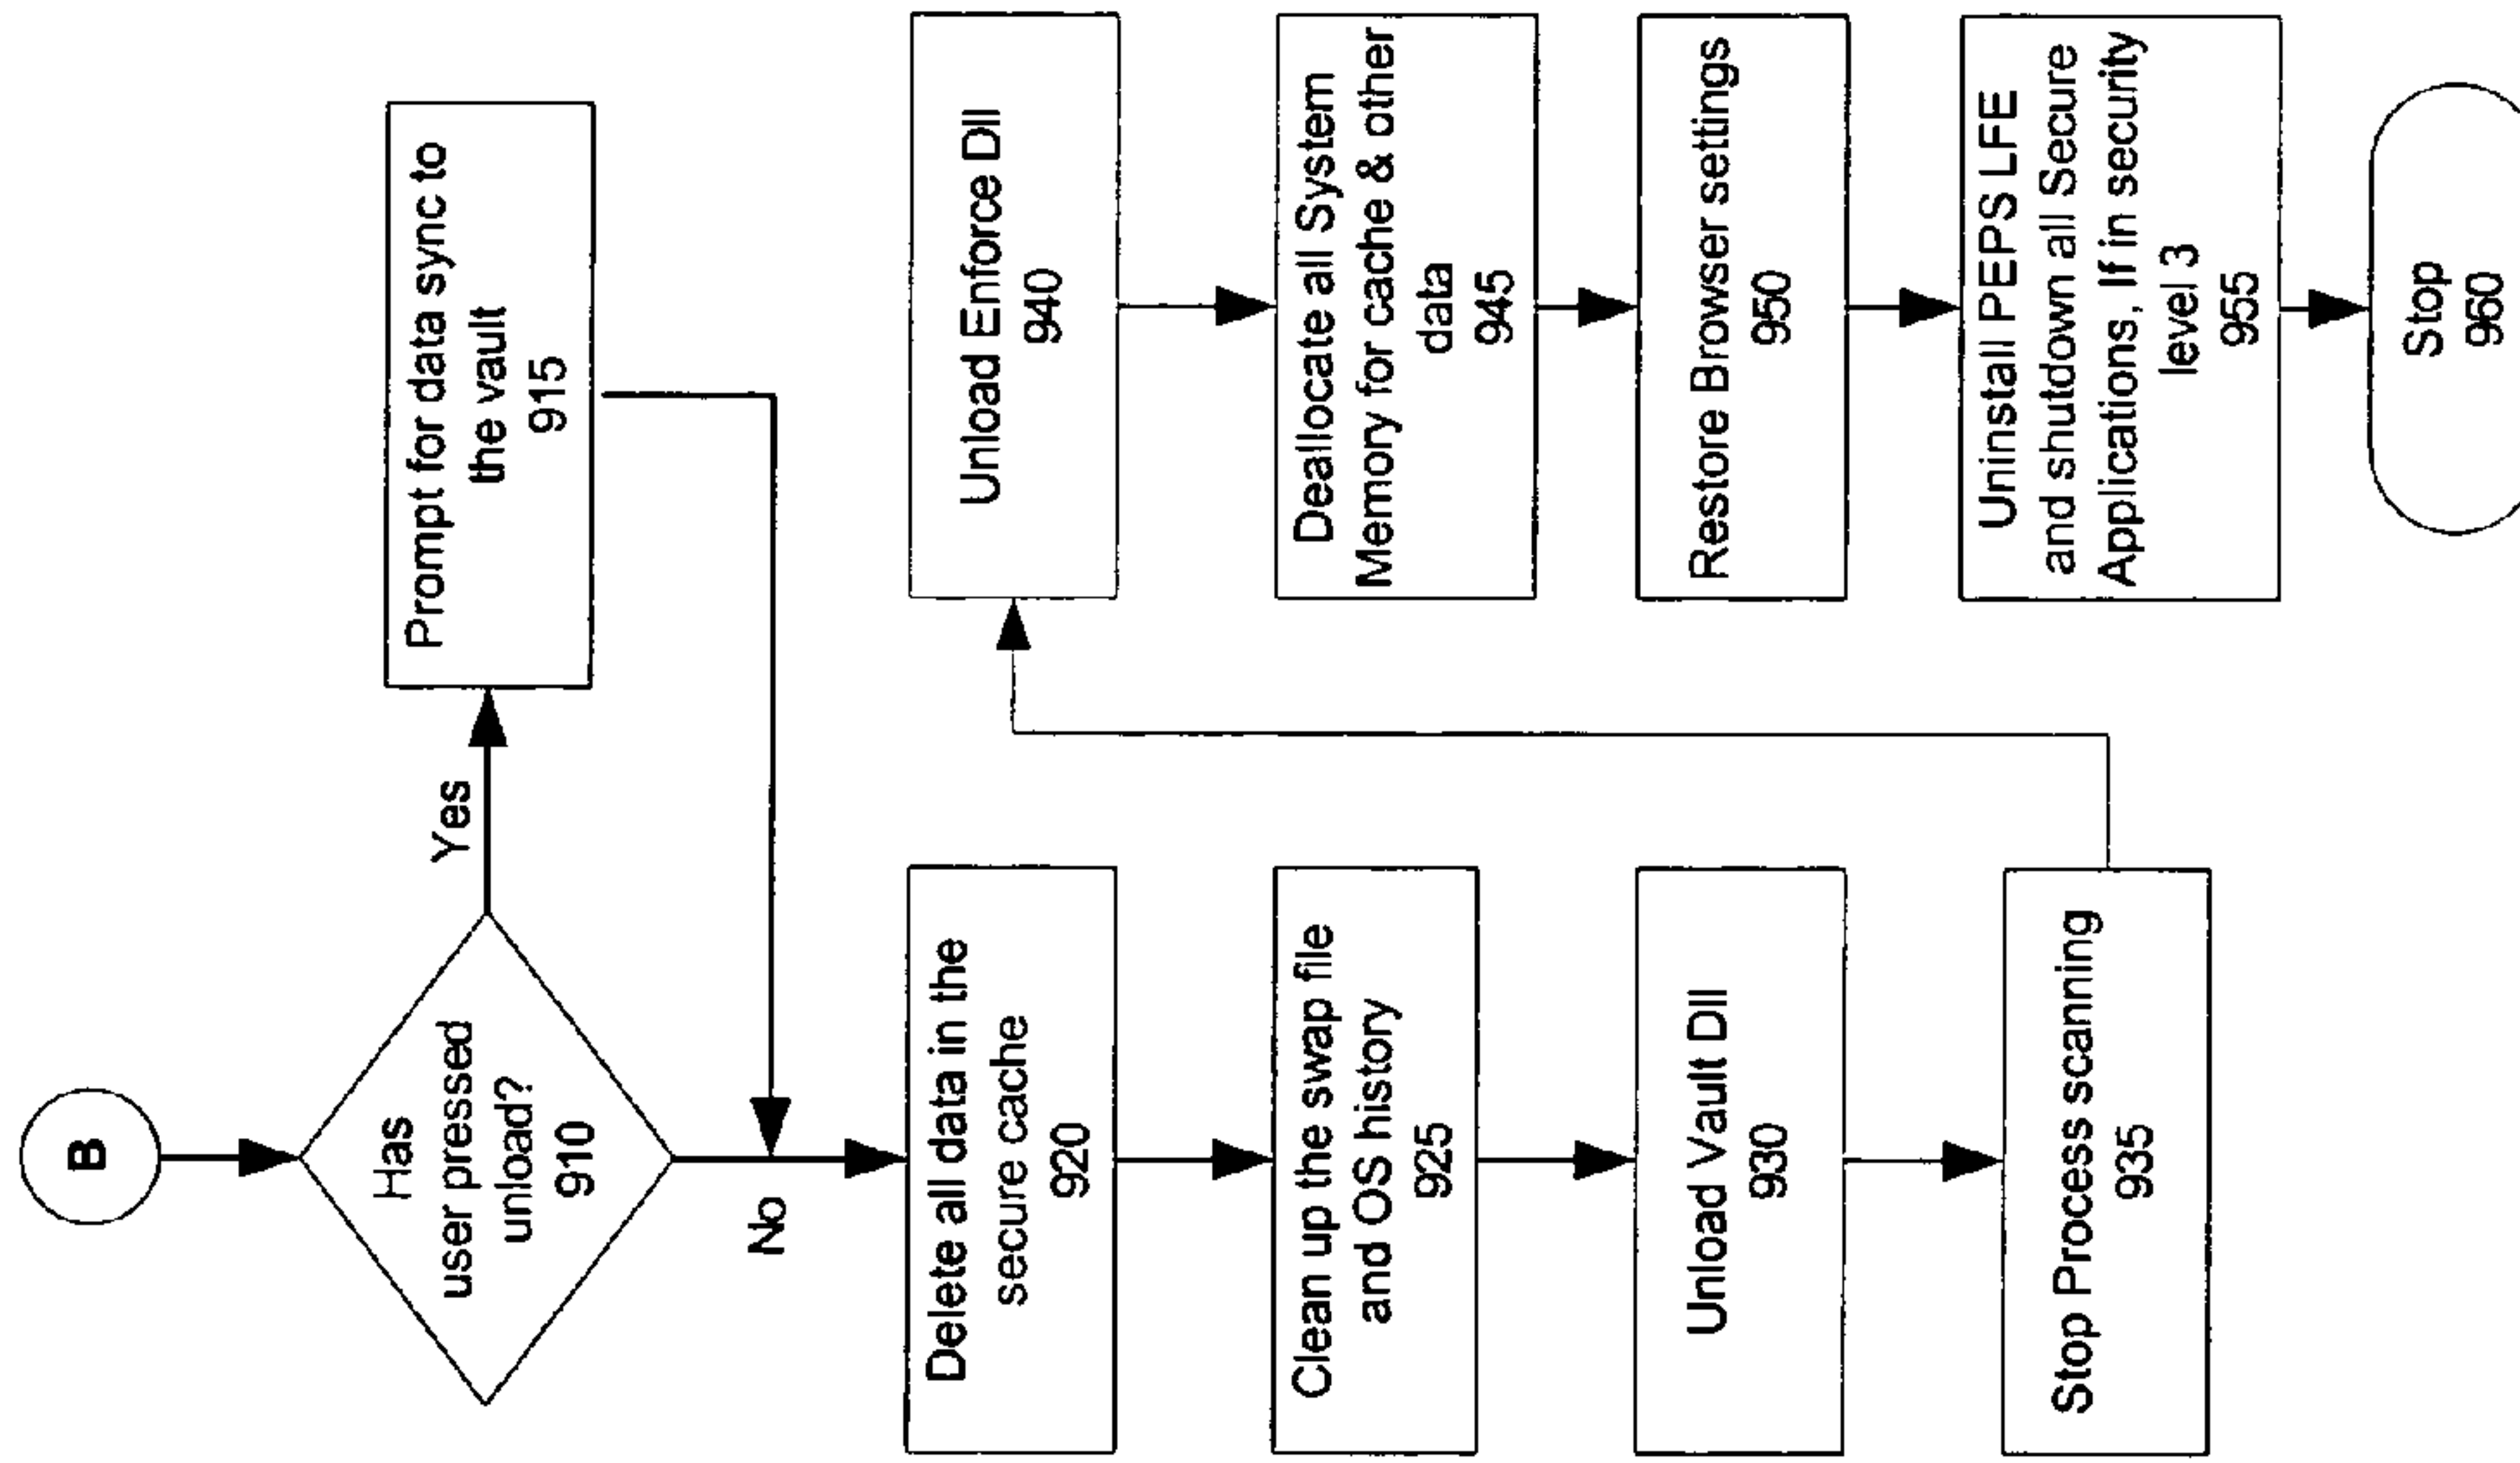 B
Has
user pressed
unload?
910
Yes
Prompt for data sync to
the vault
915
No
Delete all data in the
secure cache
920
Clean up the swap file
and OS history
925
Unload Vault Dll
930
Stop Process scanning
935
Unload Enforce Dll
940
Deallocate all System
Memory for cache & other
data
945
Restore Browser settings
950
Uninstall PEPS LFE
and shutdown all Secure
Applications, If in security
level 3
955
Stop
960